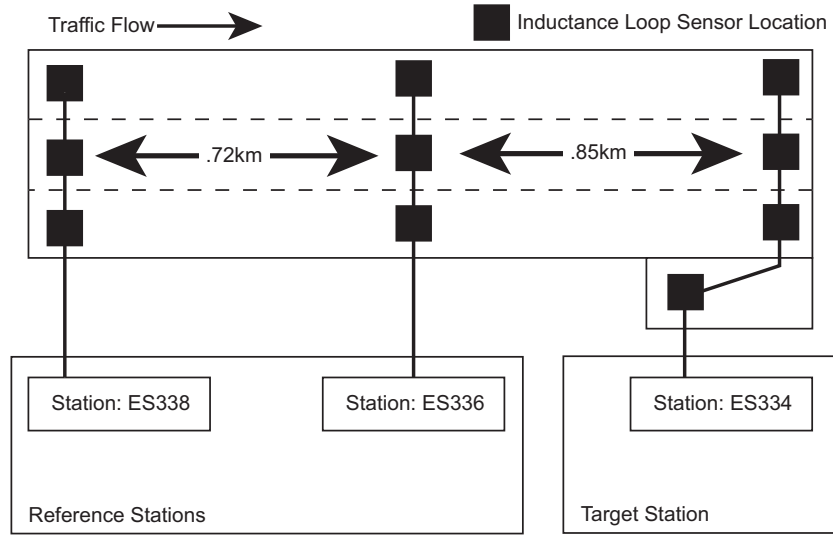 Traffic Flow
Inductance Loop Sensor Location
.72km
.85km
Station: ES338
Station: ES336
Station: ES334
Reference Stations
Target Station